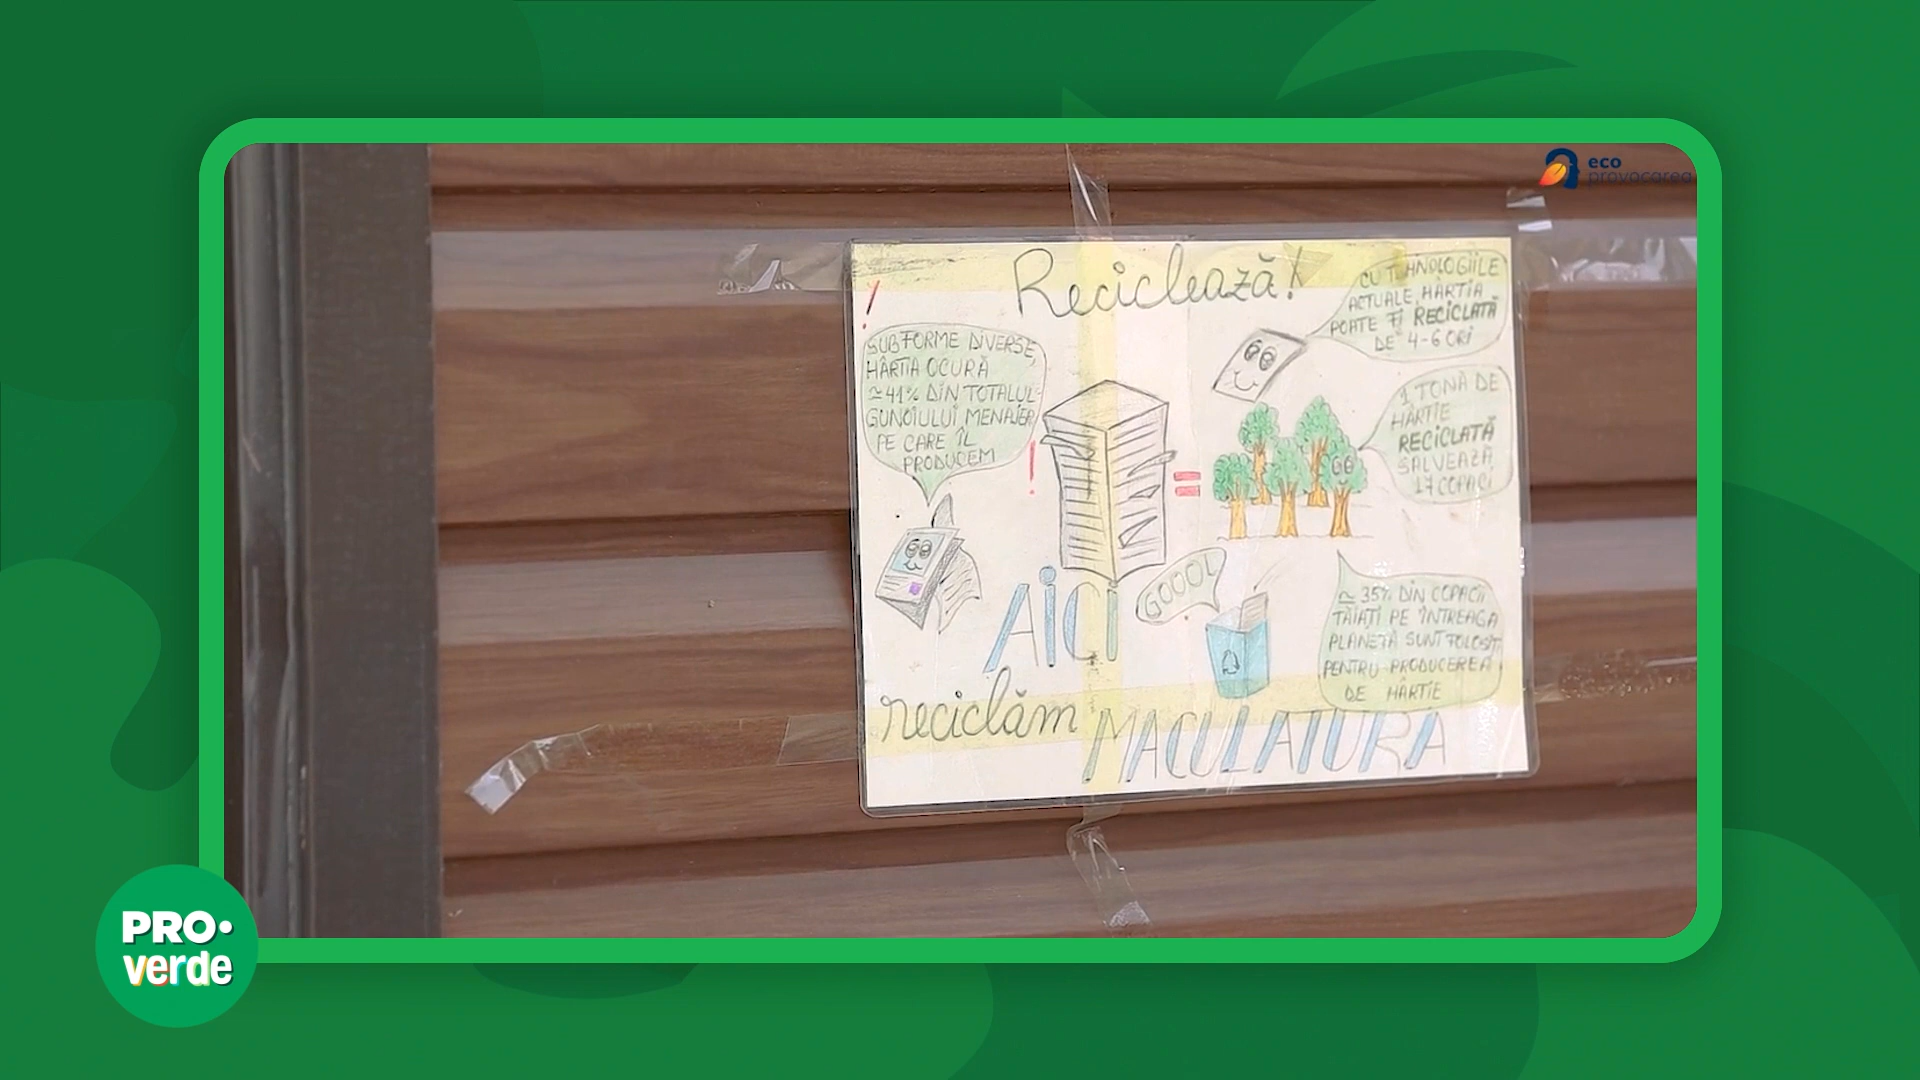 eco
provocarea
Reciclează!
CU TEHNOLOGIILE
ACTUALE, HÂRTIA
POATE FI RECICLATĂ
DE 4-6 ORI
SUB FORME DIVERSE,
HÂRTIA OCUPĂ
≃41% DIN TOTALUL
GUNOIULUI MENAJER
PE CARE ÎL
PRODUCEM
!
!
=
1 TONĂ DE
HÂRTIE
RECICLATĂ
SALVEAZĂ
17 COPACI
GOOOL
≃ 35% DIN COPACII
TĂIAȚI PE ÎNTREAGA
PLANETĂ SUNT FOLOSIȚI
PENTRU PRODUCEREA
DE HÂRTIE
AiCi
reciclăm MACULATURA
PRO•
verde